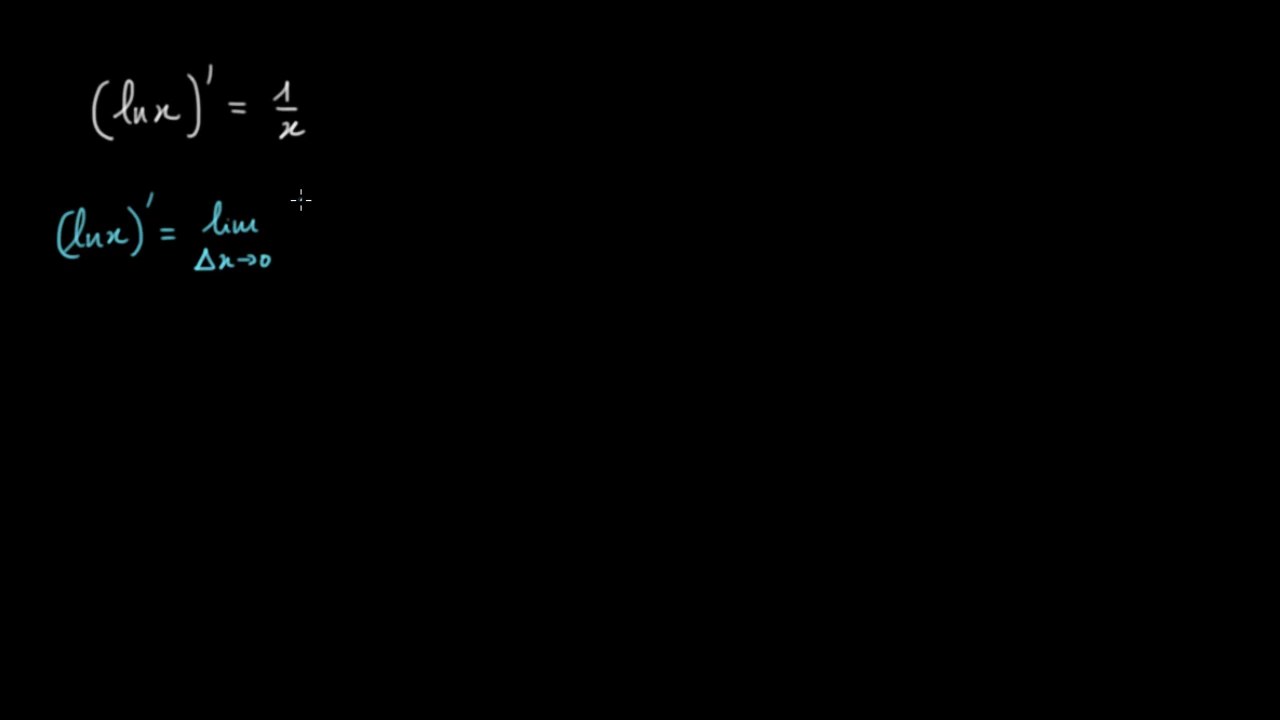 (ln x)' = 1/x
(ln x)' = lim Δx→0